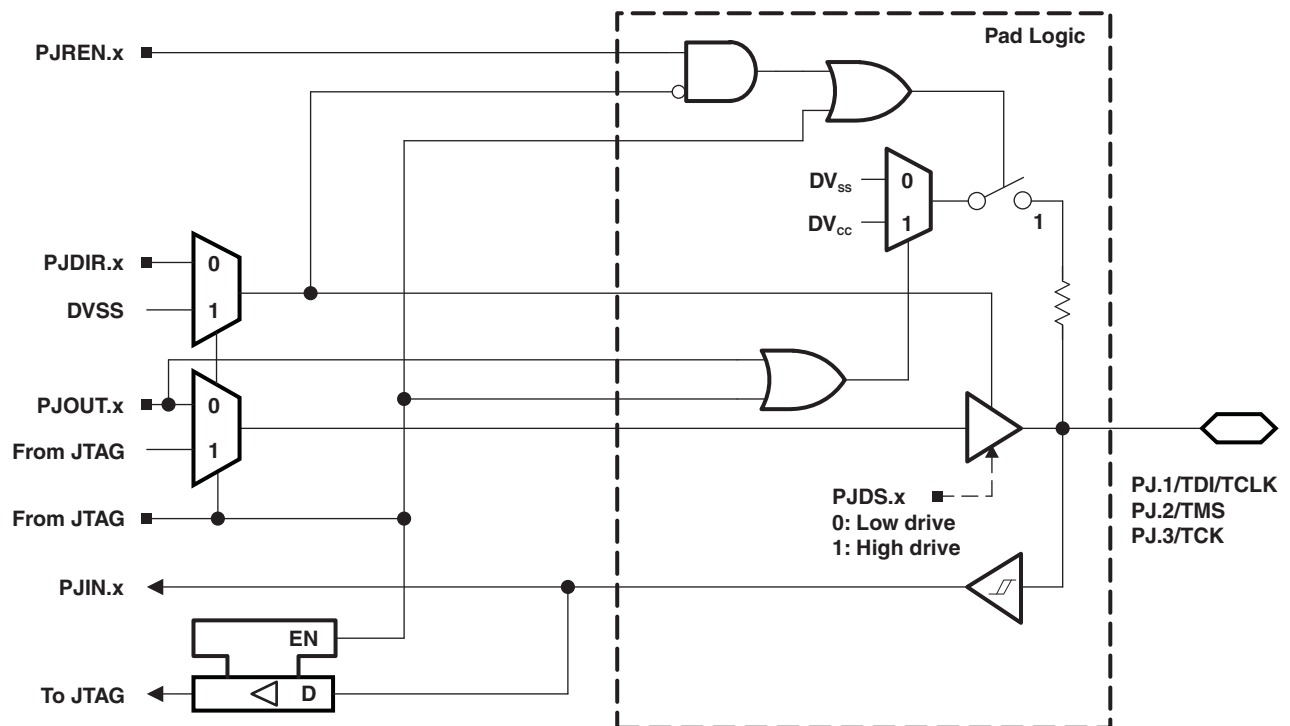 Pad Logic
PJREN.x
DVss
0
DVcc
1
1
PJDIR.x
0
DVSS
1
PJOUT.x
0
From JTAG
1
From JTAG
PJDS.x
0: Low drive
1: High drive
PJ.1/TDI/TCLK
PJ.2/TMS
PJ.3/TCK
PJIN.x
EN
To JTAG
D